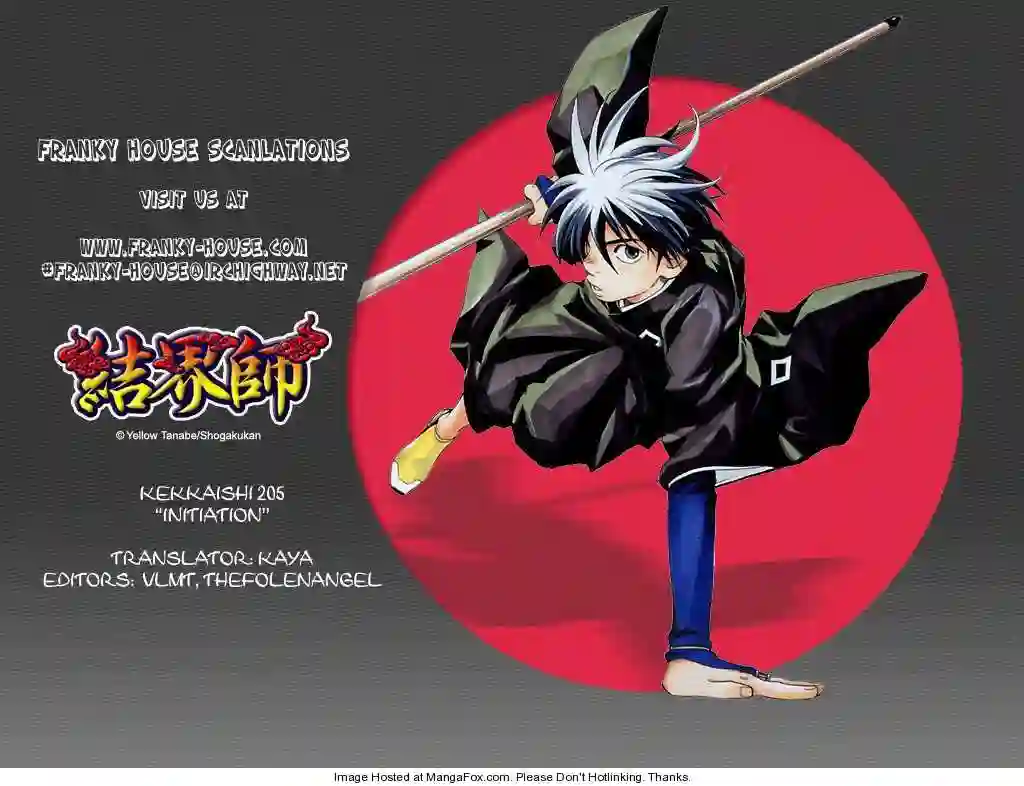 FRANKY HOUSE SCANLATIONS
VISIT US AT
WWW.FRANKY-HOUSE.COM
#FRANKY-HOUSE@IRCHIGHWAY.NET
結界師
© Yellow Tanabe/Shogakukan
KEKKAISHI 205
"INITIATION"
TRANSLATOR: KAYA
EDITORS: VLMT, THEFOLENANGEL
Image Hosted at MangaFox.com. Please Don't Hotlinking. Thanks.